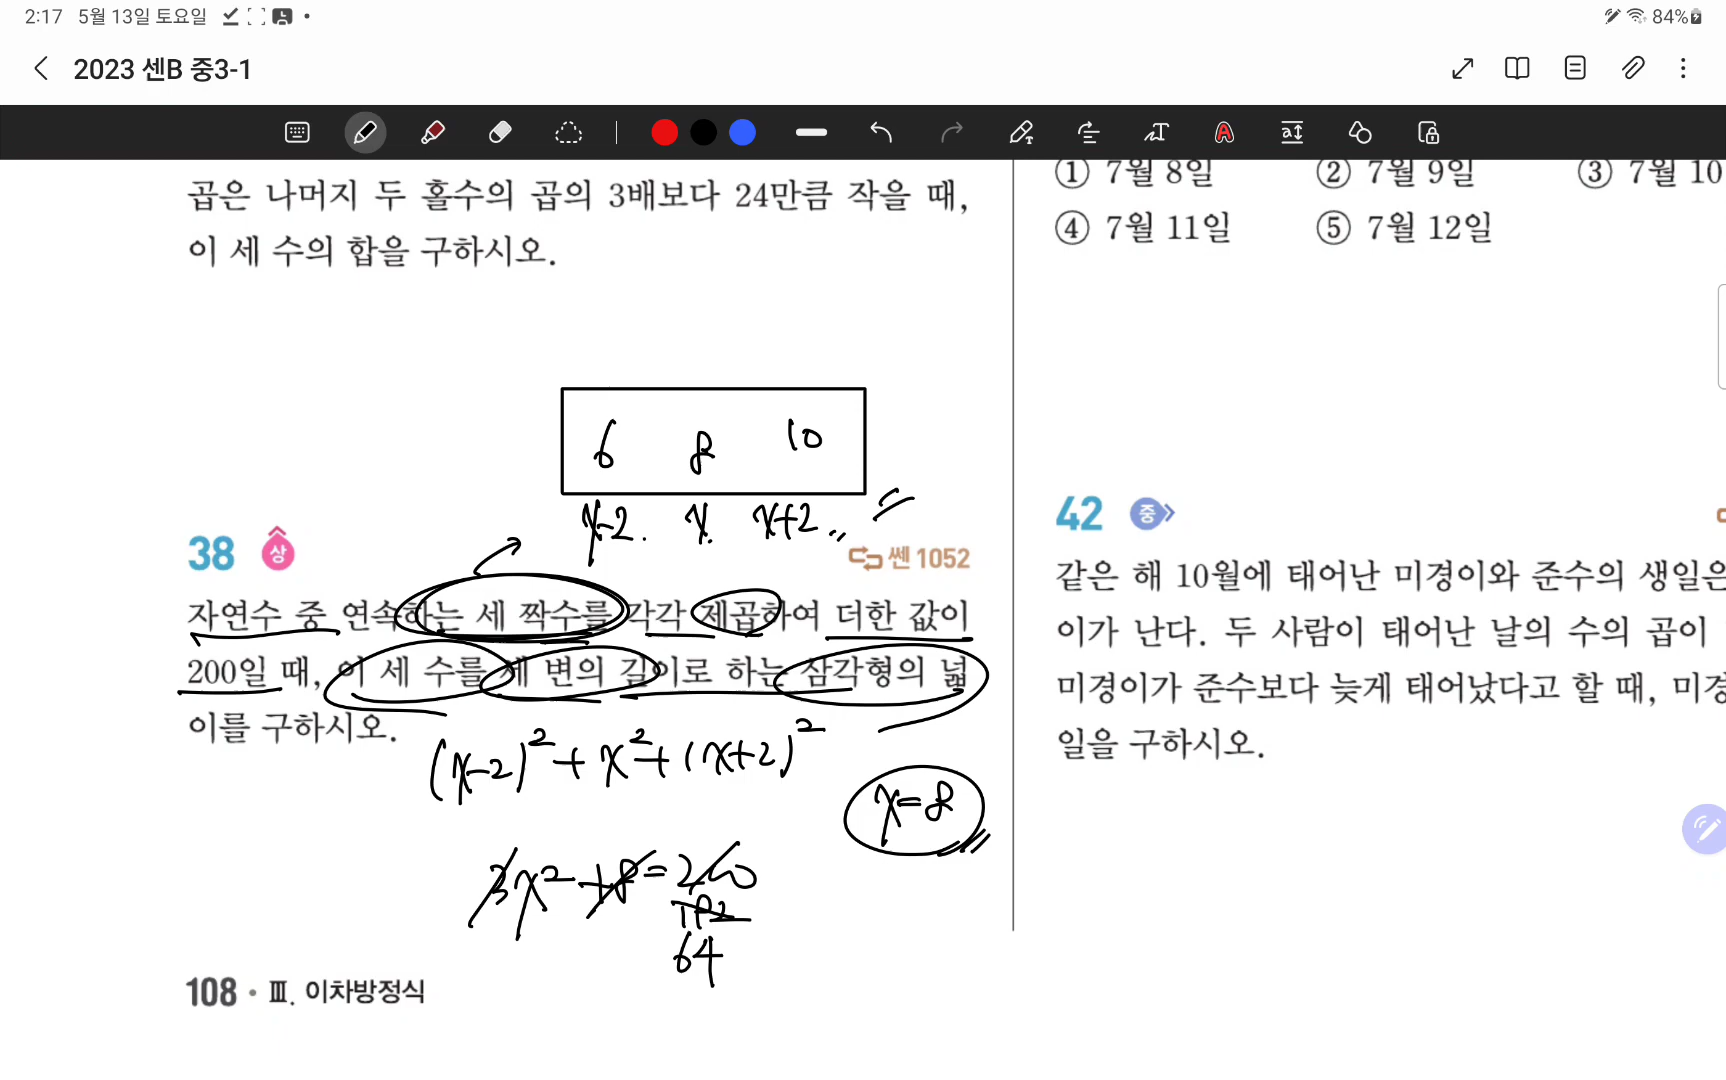 2:17 5월 13일 토요일
84%
2023 센B 중3-1
곱은 나머지 두 홀수의 곱의 3배보다 24만큼 작을 때,
이 세 수의 합을 구하시오.
6 8 10
x-2. x. x+2..
38 상
쎈 1052
자연수 중 연속하는 세 짝수를 각각 제곱하여 더한 값이
200일 때, 이 세 수를 세 변의 길이로 하는 삼각형의 넓
이를 구하시오.
(x-2)²+x²+(x+2)²
x=8
3x²+8=200
192
64
108 • Ⅲ. 이차방정식
① 7월 8일 ② 7월 9일 ③ 7월 10
④ 7월 11일 ⑤ 7월 12일
42 중
같은 해 10월에 태어난 미경이와 준수의 생일은
이가 난다. 두 사람이 태어난 날의 수의 곱이
미경이가 준수보다 늦게 태어났다고 할 때, 미경
일을 구하시오.